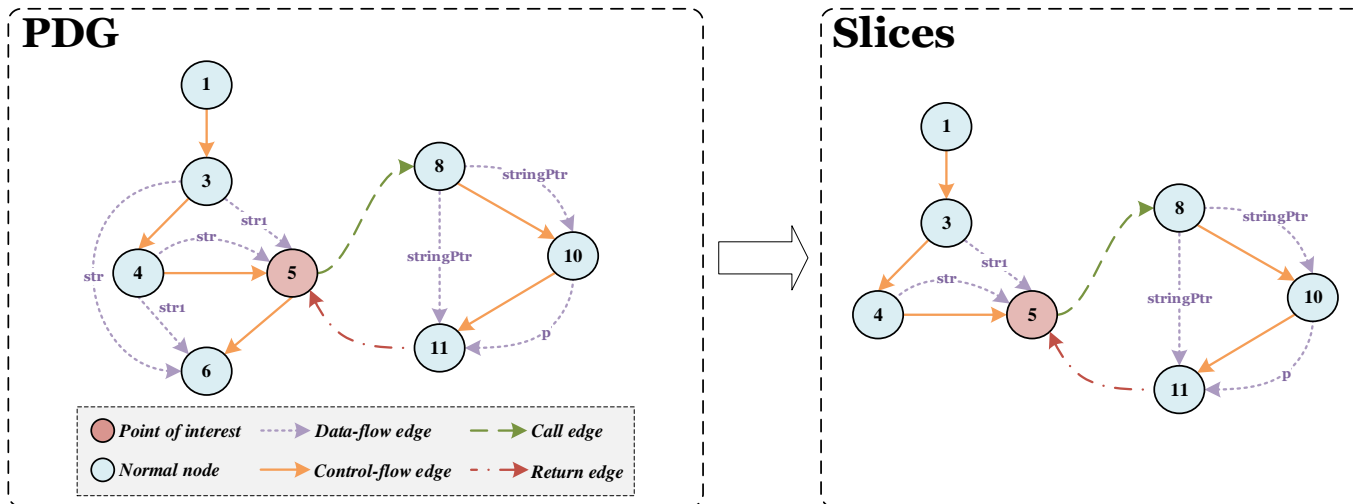 PDG
1
3
str1
str
str
4
5
str1
6
8
stringPtr
stringPtr
10
p
11
Point of interest
Data-flow edge
Call edge
Normal node
Control-flow edge
Return edge
Slices
1
3
str1
str
4
5
8
stringPtr
stringPtr
10
p
11